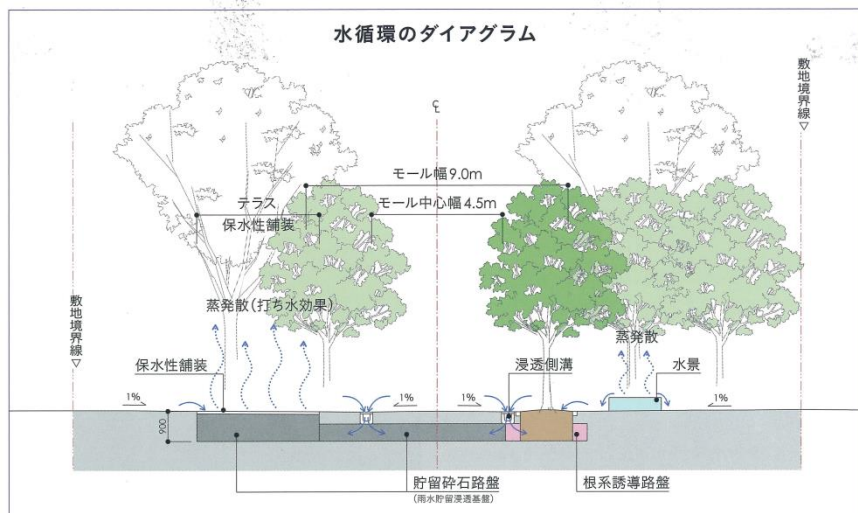 水循環のダイアグラム
敷地境界線▽
℄
モール幅9.0m
テラス
モール中心幅4.5m
保水性舗装
敷地境界線▽
蒸発散(打ち水効果)
蒸発散
保水性舗装
浸透側溝
水景
1%
1%
1%
1%
900
貯留砕石路盤
(雨水貯留浸透基盤)
根系誘導路盤